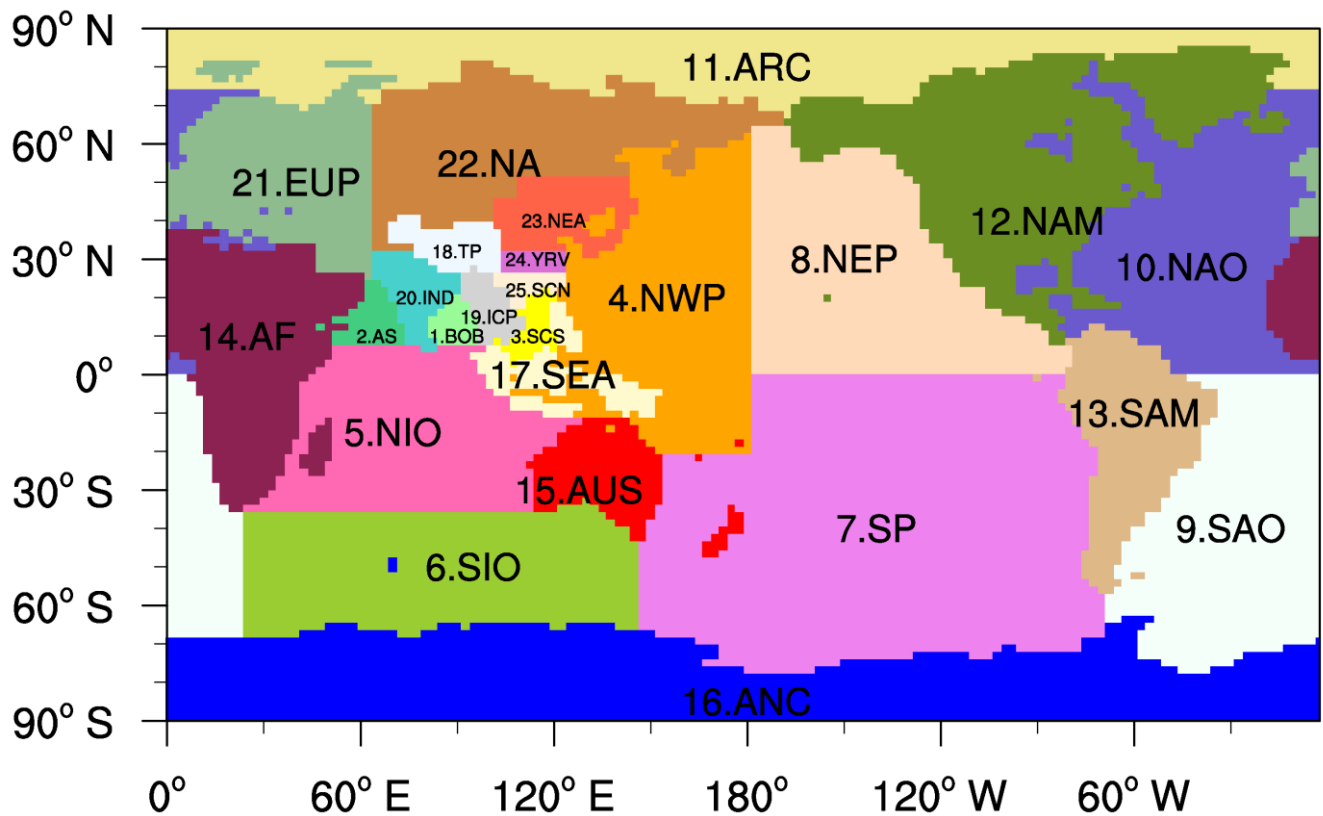 90° N
11.ARC
60° N
22.NA
21.EUP
23.NEA
12.NAM
18.TP
24.YRV
8.NEP
10.NAO
30° N
25.SCN
20.IND
4.NWP
19.ICP
14.AF
2.AS
1.BOB
3.SCS
0°
17.SEA
13.SAM
5.NIO
30° S
15.AUS
7.SP
9.SAO
6.SIO
60° S
16.ANC
90° S
0° 60° E 120° E 180° 120° W 60° W